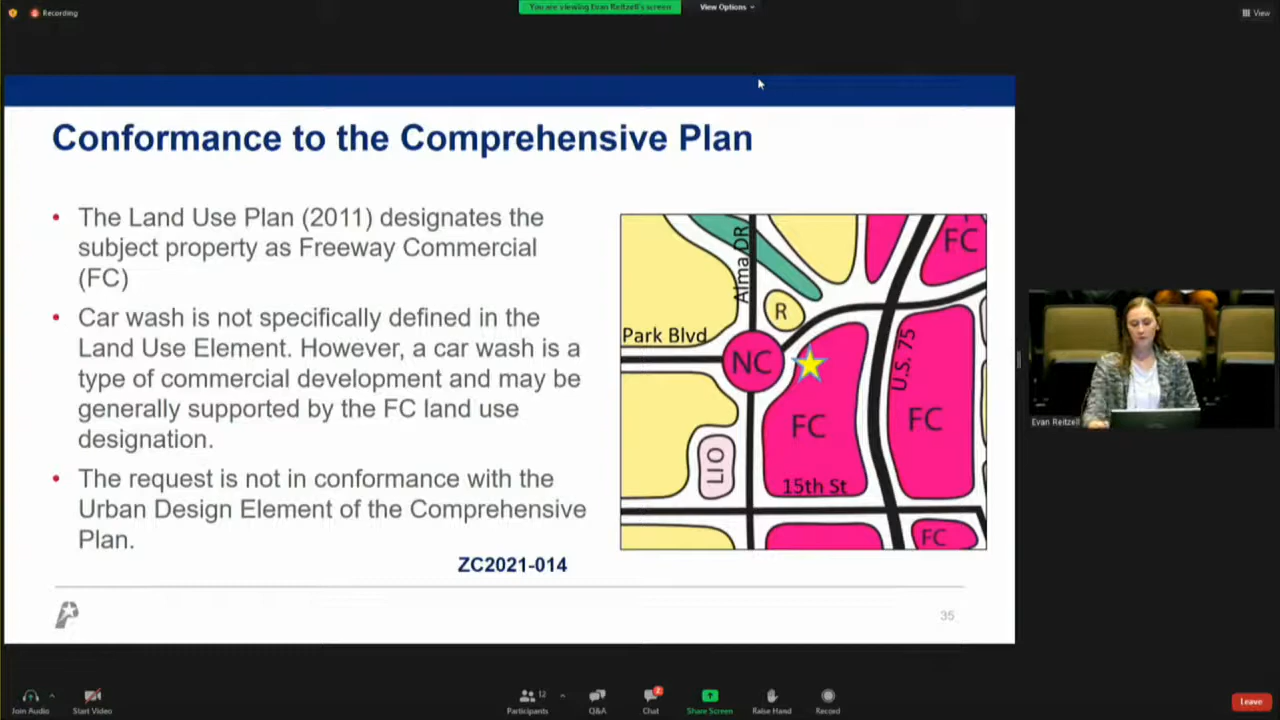 Recording
You are viewing Evan Reitzell's screen
View Options
View
Conformance to the Comprehensive Plan
• The Land Use Plan (2011) designates the
subject property as Freeway Commercial
(FC)
• Car wash is not specifically defined in the
Land Use Element. However, a car wash is a
type of commercial development and may be
generally supported by the FC land use
designation.
• The request is not in conformance with the
Urban Design Element of the Comprehensive
Plan.
ZC2021-014
Alma DR
FC
R
Park Blvd
NC
U.S. 75
FC
FC
LIO
15th St
FC
35
Evan Reitzell
Join Audio
Start Video
Participants
12
Q&A
Chat
2
Share Screen
Raise Hand
Record
Leave